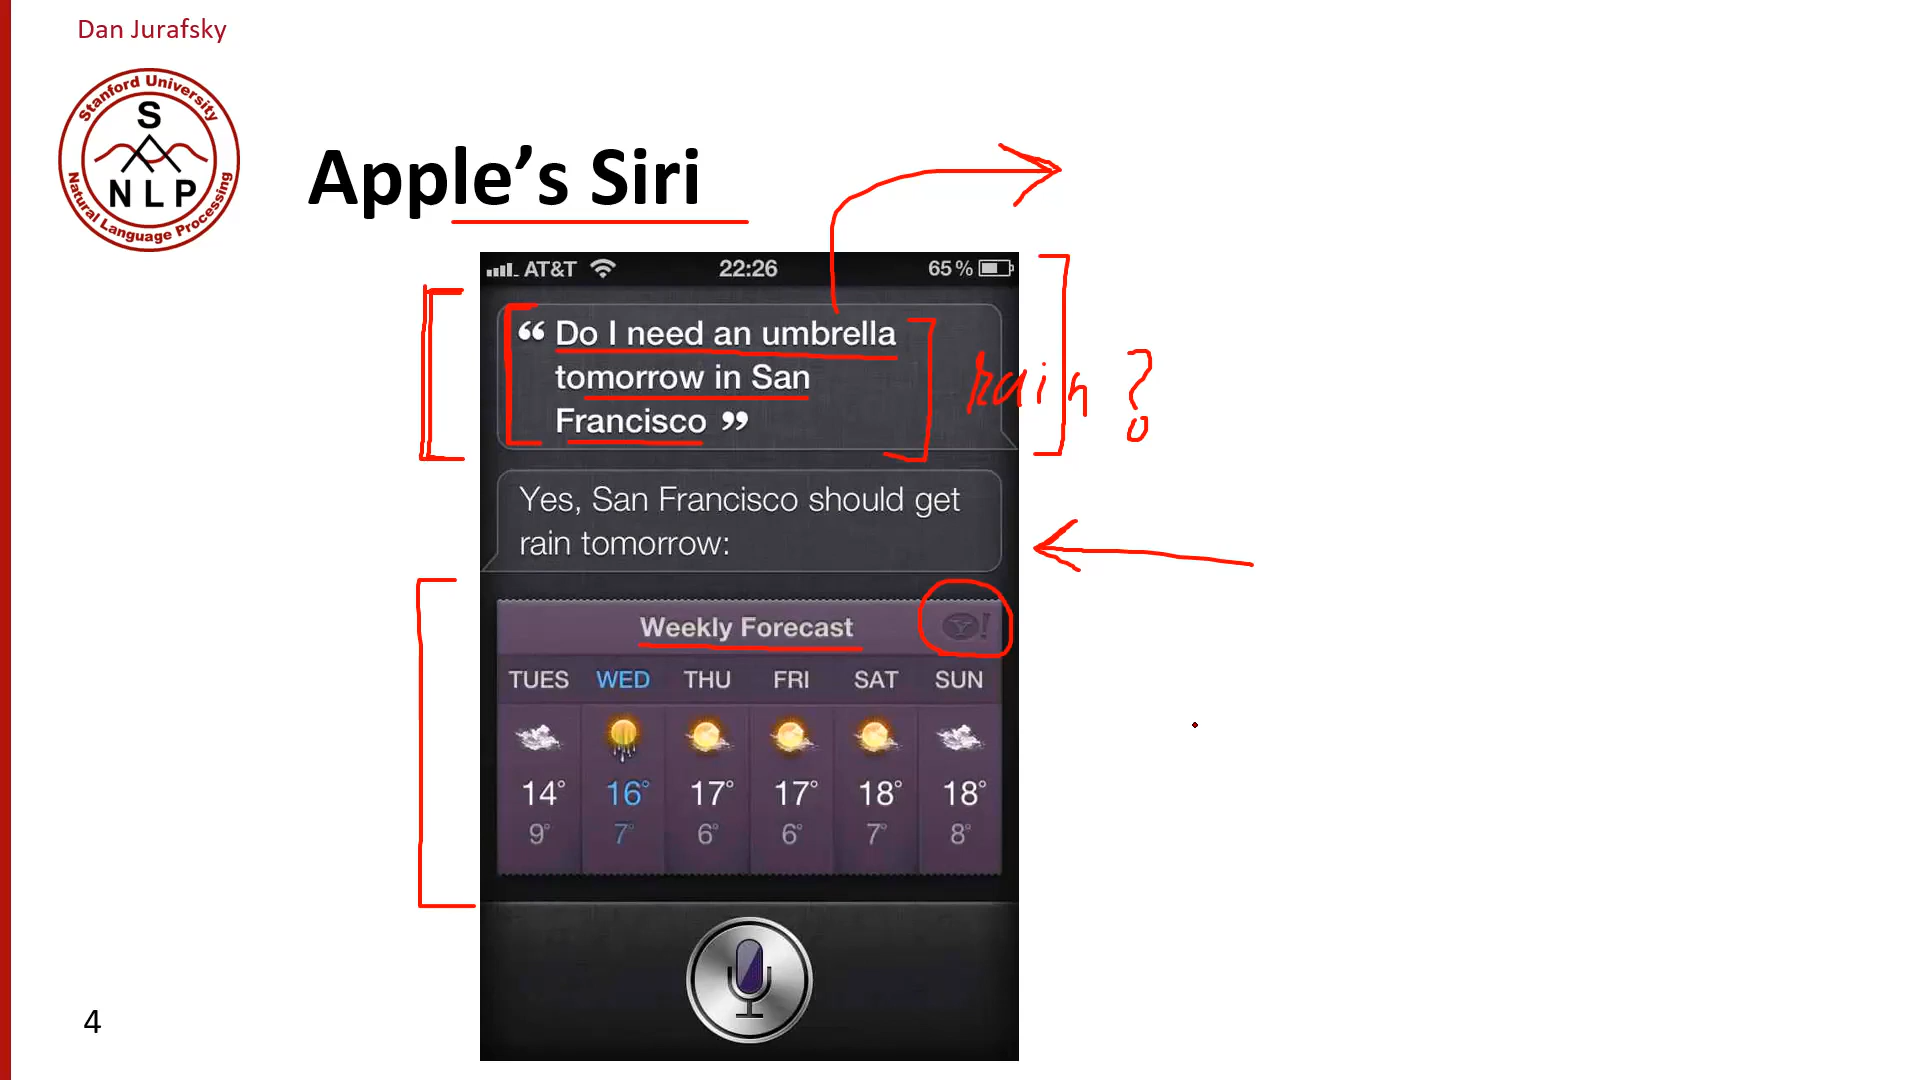 Dan Jurafsky
Stanford University
S
NLP
Natural Language Processing
Apple’s Siri
AT&T 22:26 65%
“ Do I need an umbrella
tomorrow in San
Francisco ”
rain ?
Yes, San Francisco should get
rain tomorrow:
Weekly Forecast Y!
TUES WED THU FRI SAT SUN
14° 16° 17° 17° 18° 18°
9° 7° 6° 6° 7° 8°
4